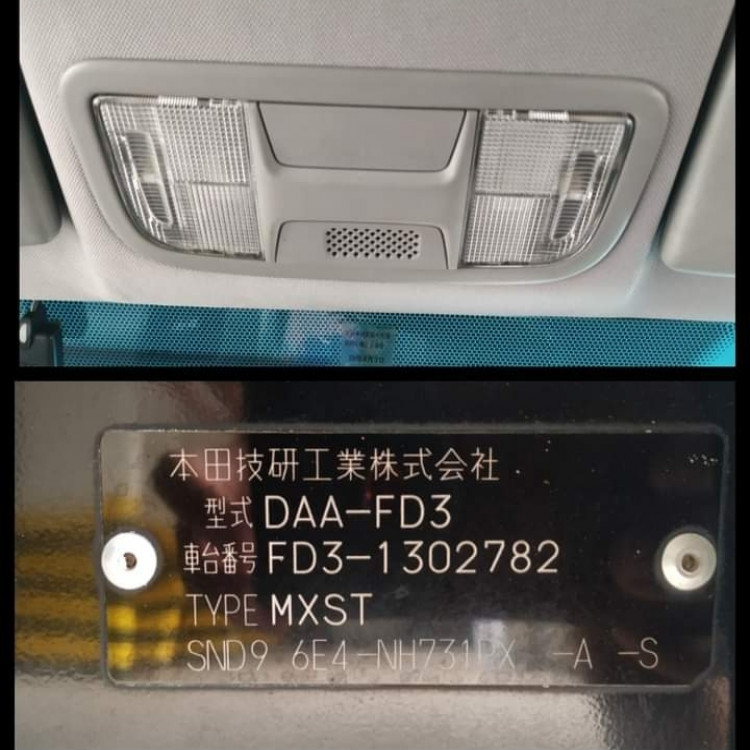 本田技研工業株式会社
型式 DAA-FD3
車台番号 FD3-1302782
TYPE MXST
SND9 6E4-NH731PX -A -S